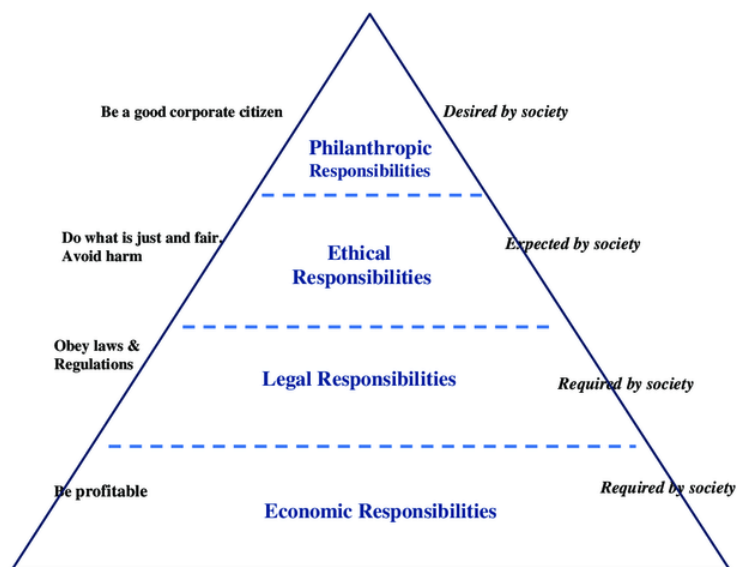 Be a good corporate citizen
Desired by society
Philanthropic
Responsibilities
Do what is just and fair,
Avoid harm
Expected by society
Ethical
Responsibilities
Obey laws &
Regulations
Legal Responsibilities
Required by society
Be profitable
Required by society
Economic Responsibilities